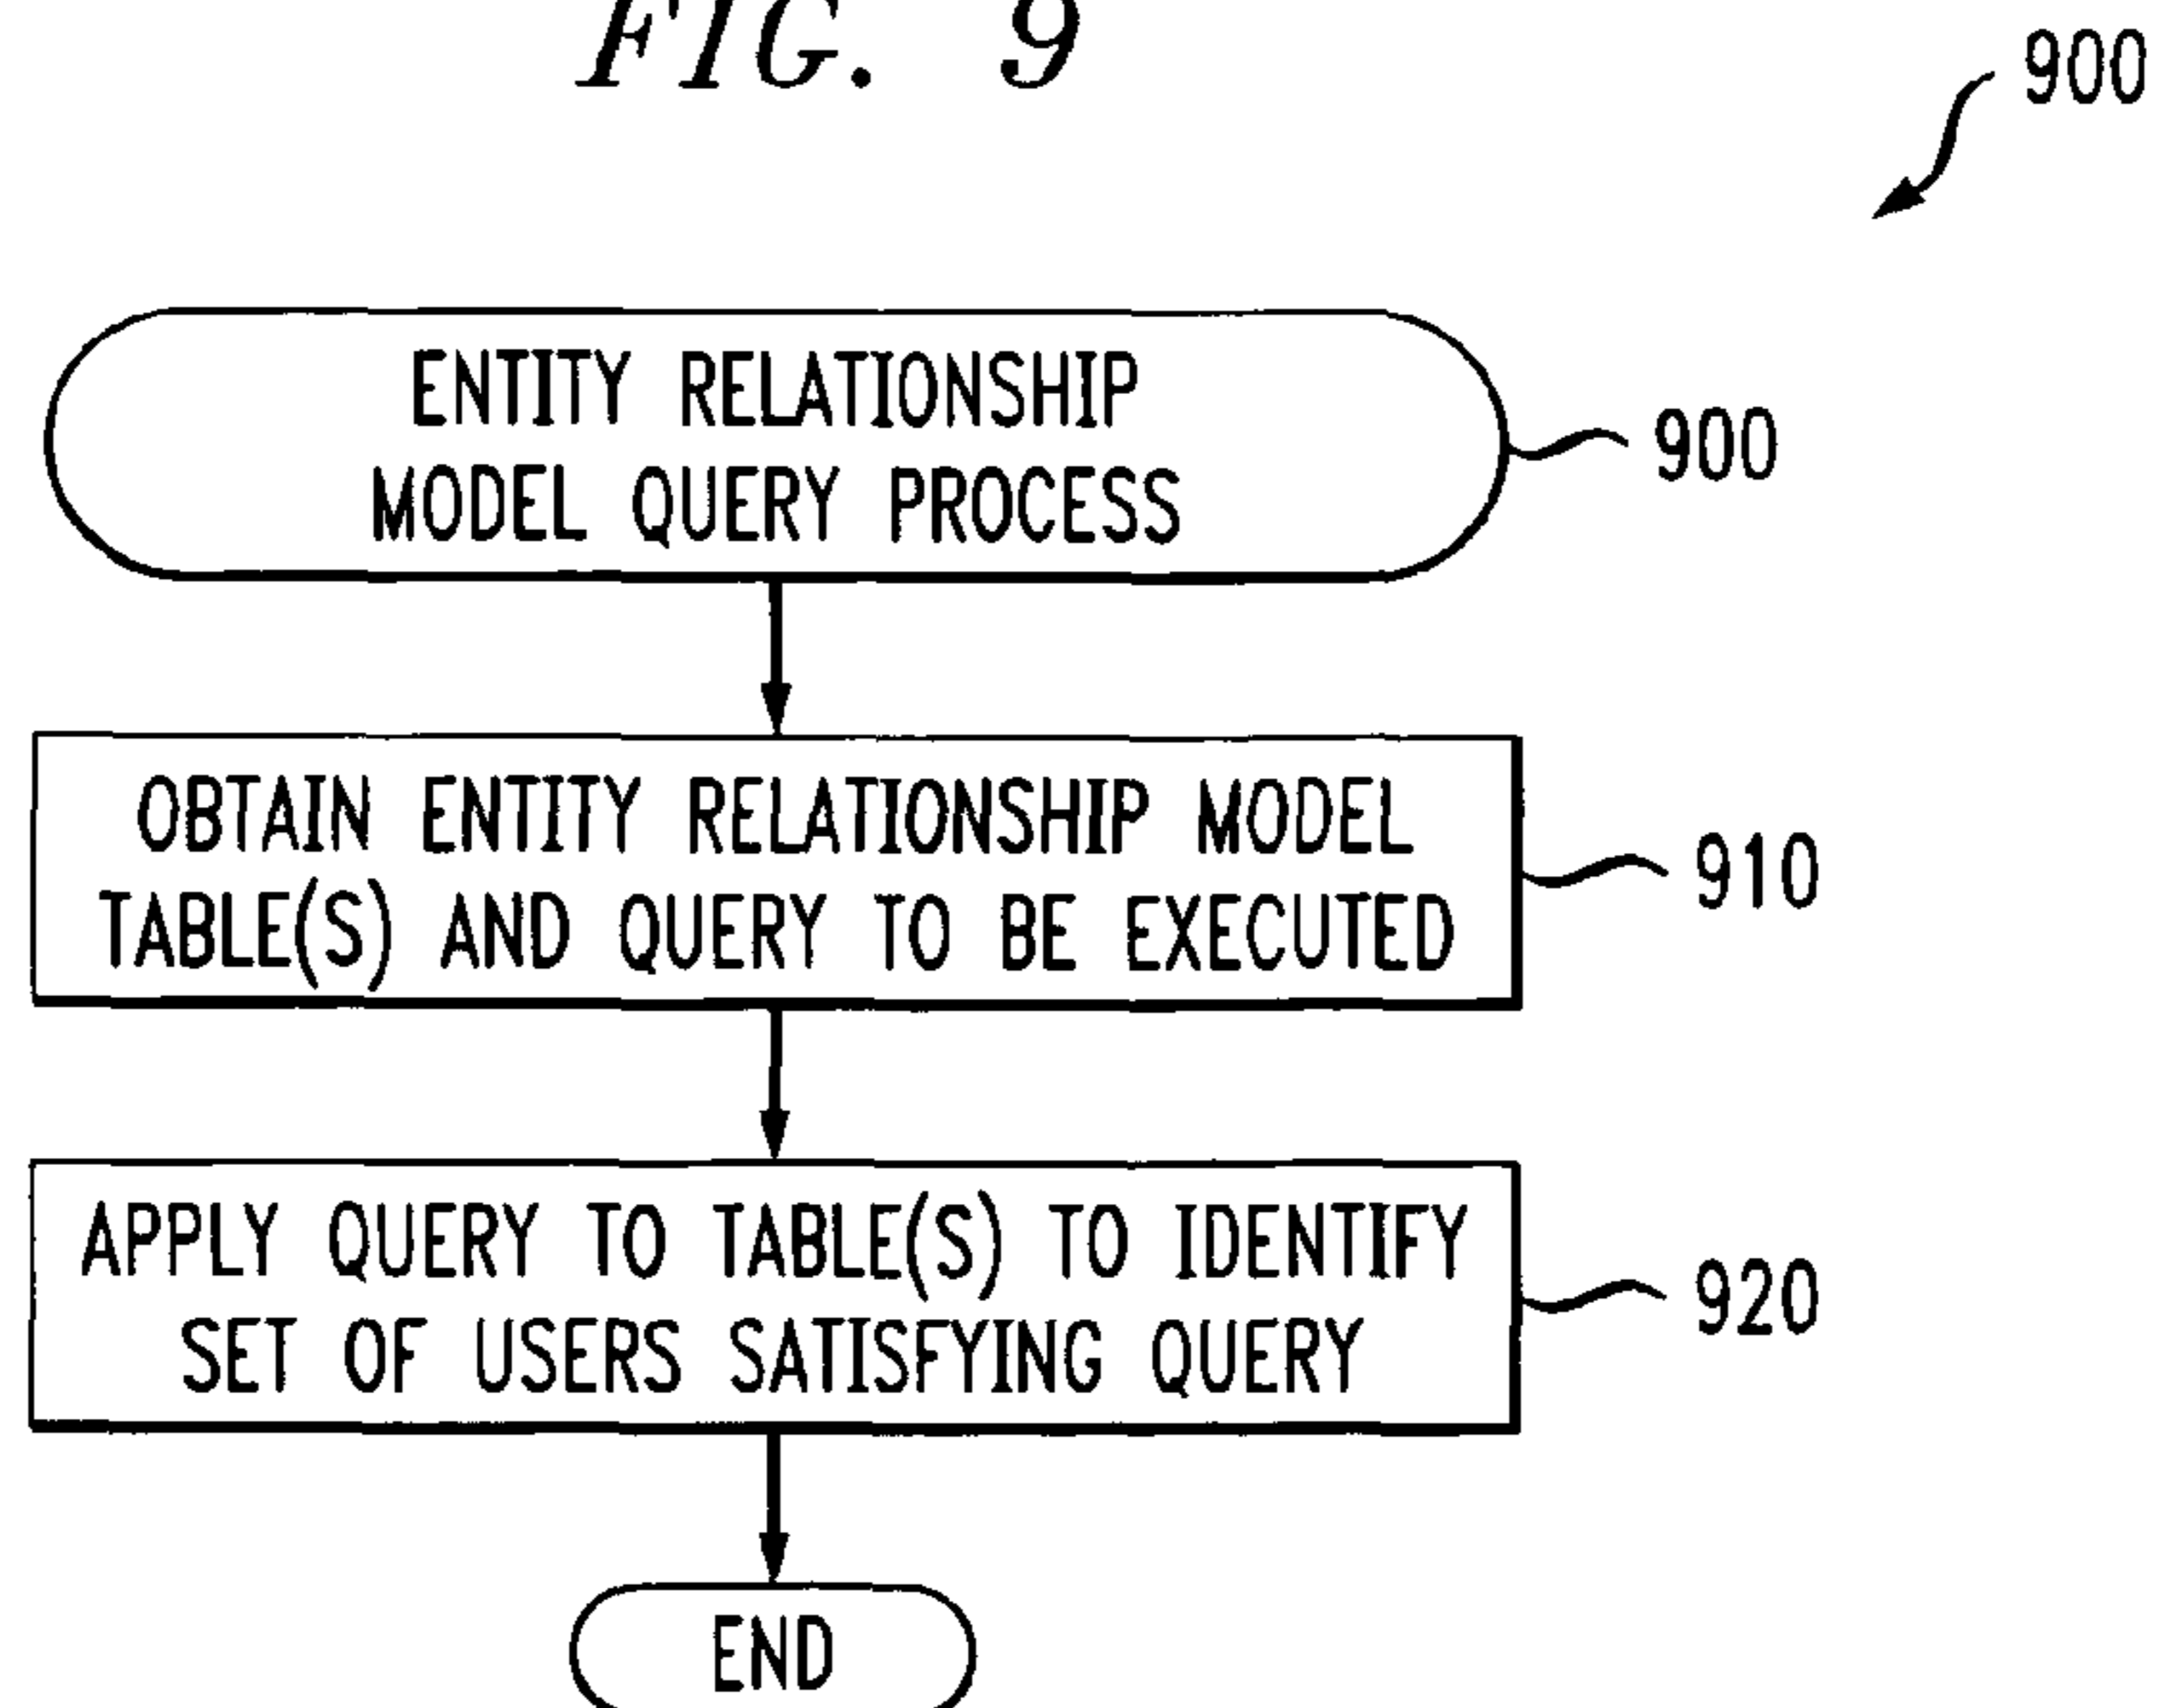 FIG. 9
900
ENTITY RELATIONSHIP
MODEL QUERY PROCESS
900
OBTAIN ENTITY RELATIONSHIP MODEL
TABLE(S) AND QUERY TO BE EXECUTED
910
APPLY QUERY TO TABLE(S) TO IDENTIFY
SET OF USERS SATISFYING QUERY
920
END